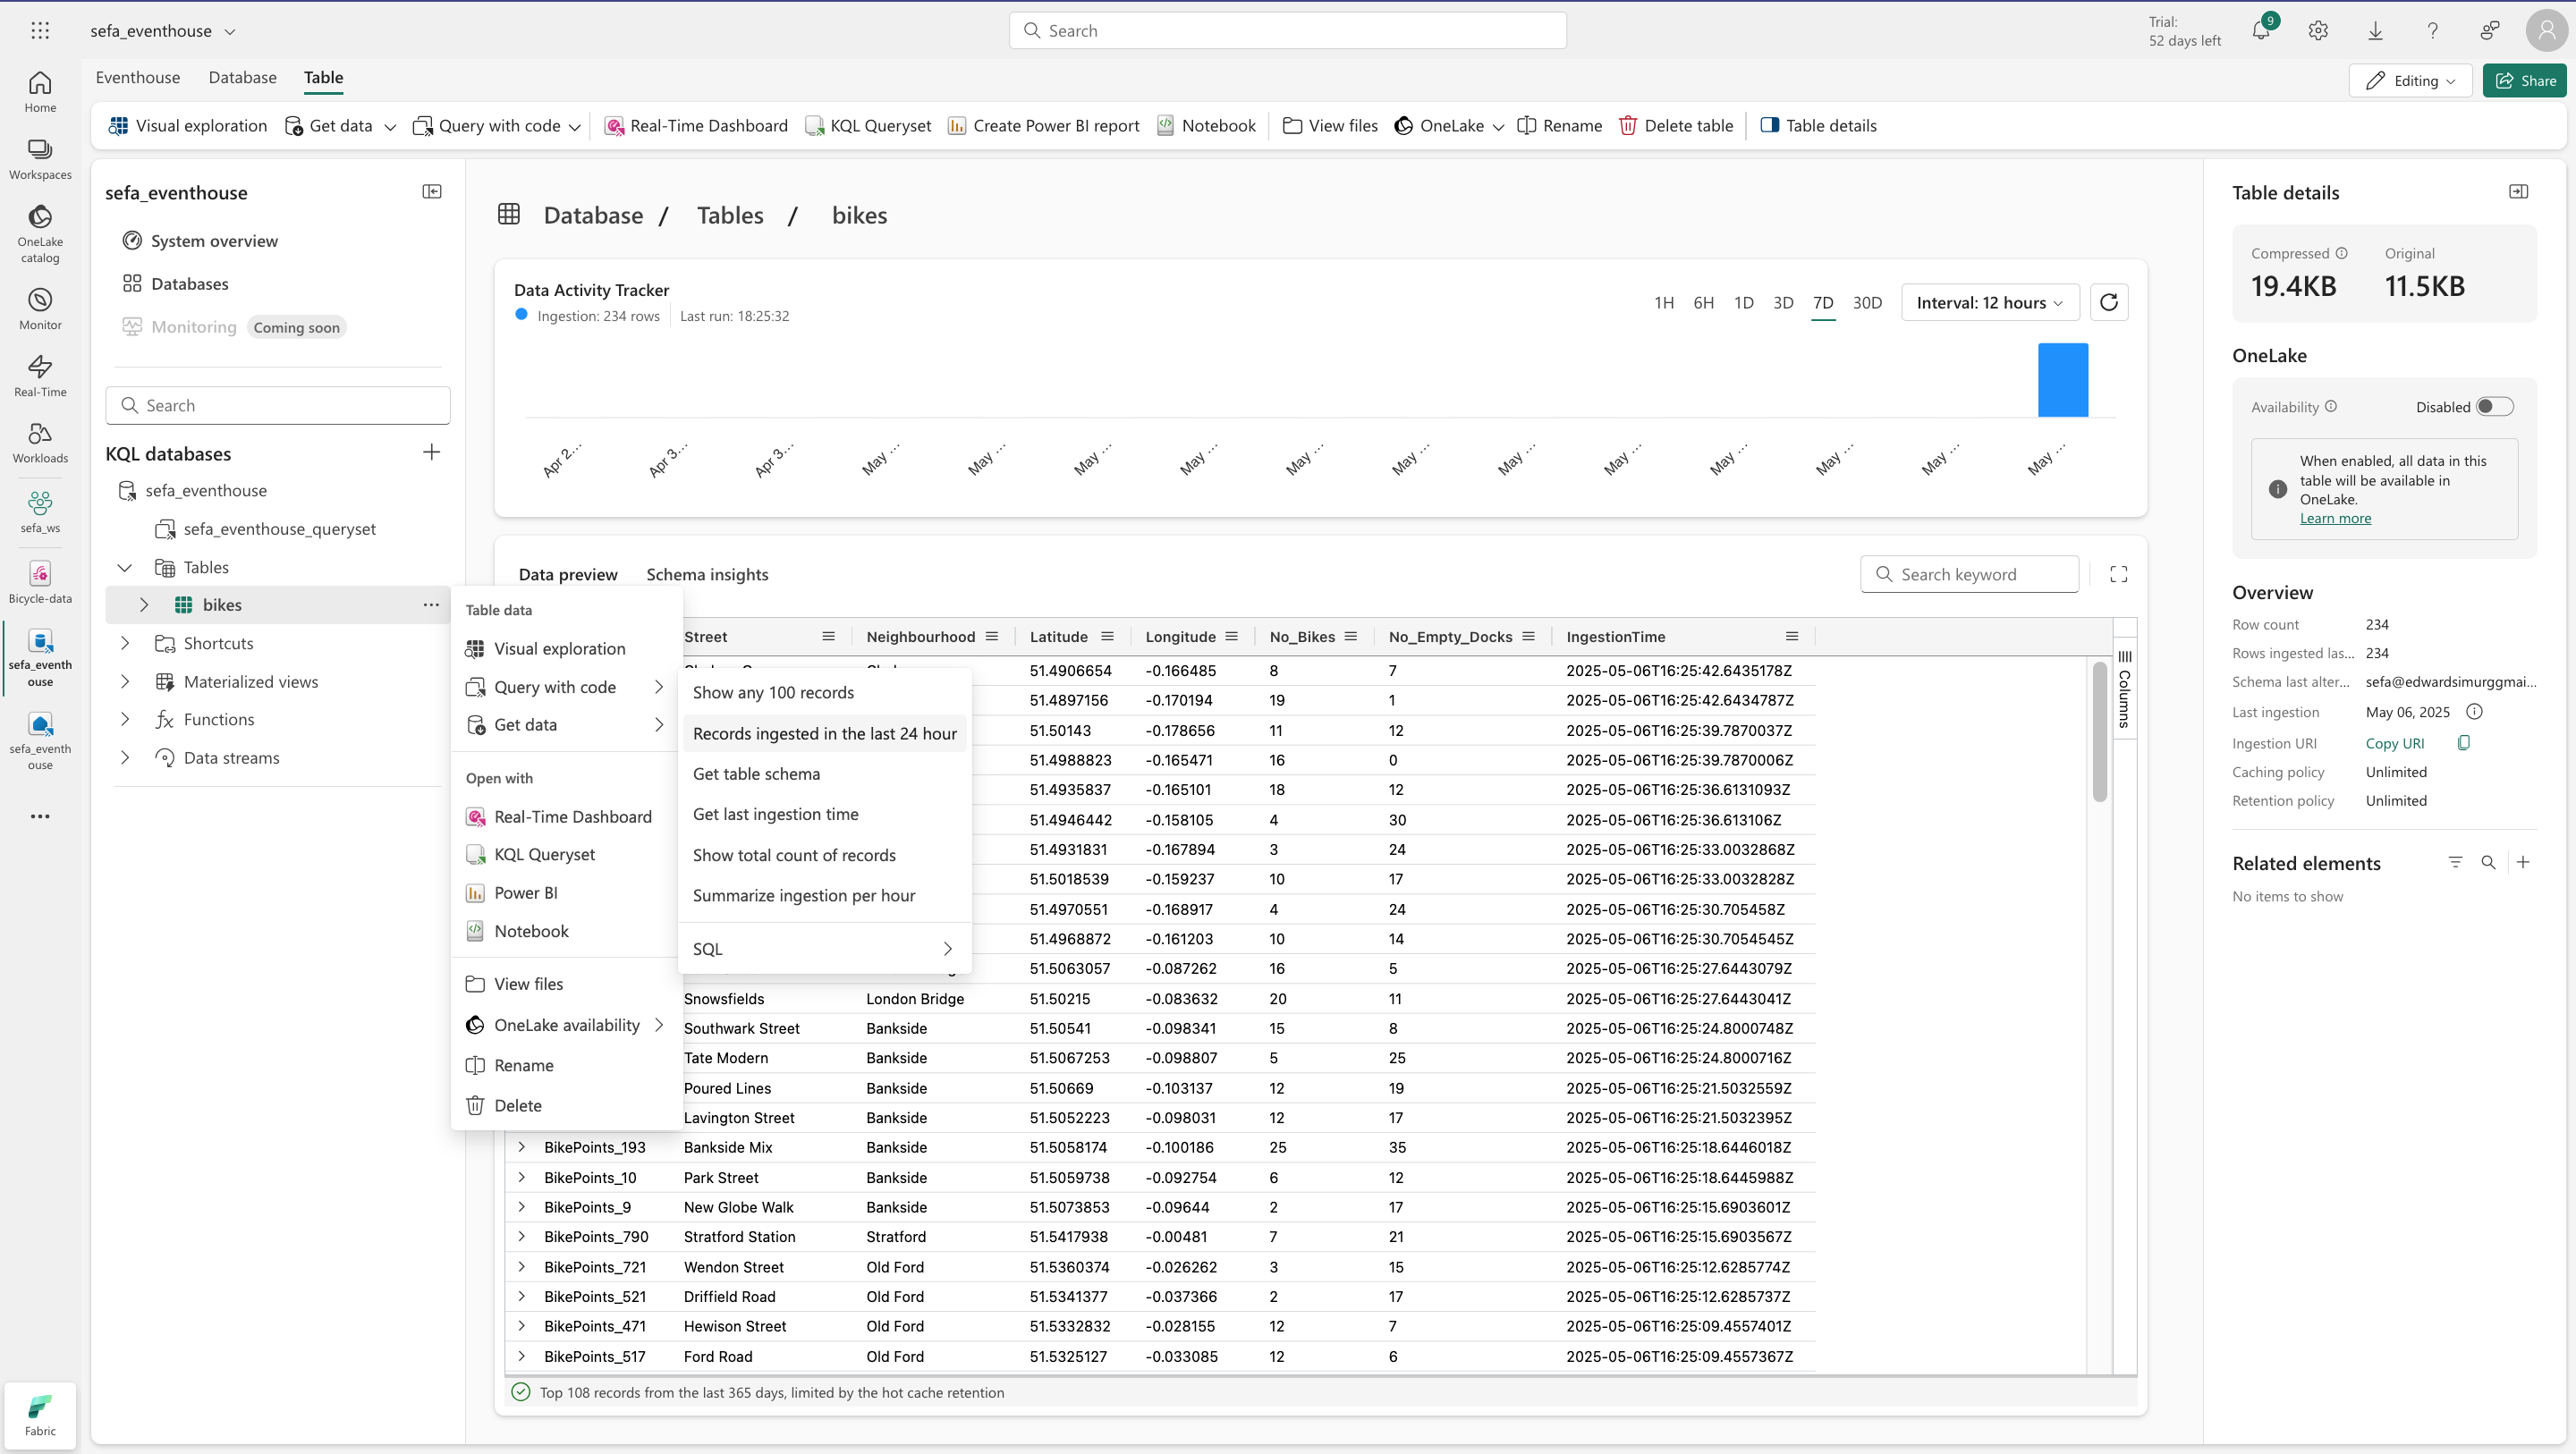 sefa_eventhouse
Search
Trial:
52 days left
9
Eventhouse Database Table
Editing
Share
Visual exploration Get data Query with code Real-Time Dashboard KQL Queryset Create Power BI report Notebook View files OneLake Rename Delete table Table details
Home
Workspaces
OneLake
catalog
Monitor
Real-Time
Workloads
sefa_ws
Bicycle-data
sefa_eventh
ouse
sefa_eventh
ouse
Fabric
sefa_eventhouse
System overview
Databases
Monitoring Coming soon
Search
KQL databases
sefa_eventhouse
sefa_eventhouse_queryset
Tables
bikes
Shortcuts
Materialized views
Functions
Data streams
Table data
Visual exploration
Query with code
Get data
Open with
Real-Time Dashboard
KQL Queryset
Power BI
Notebook
View files
OneLake availability
Rename
Delete
Show any 100 records
Records ingested in the last 24 hour
Get table schema
Get last ingestion time
Show total count of records
Summarize ingestion per hour
SQL
Database / Tables / bikes
Data Activity Tracker
Ingestion: 234 rows Last run: 18:25:32
1H 6H 1D 3D 7D 30D Interval: 12 hours
Apr 2... Apr 3... Apr 3... May ... May ... May ... May ... May ... May ... May ... May ... May ... May ... May ... May ...
Data preview Schema insights
Search keyword
Street Neighbourhood Latitude Longitude No_Bikes No_Empty_Docks IngestionTime
Columns
51.4906654 -0.166485 8 7 2025-05-06T16:25:42.6435178Z
51.4897156 -0.170194 19 1 2025-05-06T16:25:42.6434787Z
51.50143 -0.178656 11 12 2025-05-06T16:25:39.7870037Z
51.4988823 -0.165471 16 0 2025-05-06T16:25:39.7870006Z
51.4935837 -0.165101 18 12 2025-05-06T16:25:36.6131093Z
51.4946442 -0.158105 4 30 2025-05-06T16:25:36.613106Z
51.4931831 -0.167894 3 24 2025-05-06T16:25:33.0032868Z
51.5018539 -0.159237 10 17 2025-05-06T16:25:33.0032828Z
51.4970551 -0.168917 4 24 2025-05-06T16:25:30.705458Z
51.4968872 -0.161203 10 14 2025-05-06T16:25:30.7054545Z
51.5063057 -0.087262 16 5 2025-05-06T16:25:27.6443079Z
Snowsfields London Bridge 51.50215 -0.083632 20 11 2025-05-06T16:25:27.6443041Z
Southwark Street Bankside 51.50541 -0.098341 15 8 2025-05-06T16:25:24.8000748Z
Tate Modern Bankside 51.5067253 -0.098807 5 25 2025-05-06T16:25:24.8000716Z
Poured Lines Bankside 51.50669 -0.103137 12 19 2025-05-06T16:25:21.5032559Z
Lavington Street Bankside 51.5052223 -0.098031 12 17 2025-05-06T16:25:21.5032395Z
BikePoints_193 Bankside Mix Bankside 51.5058174 -0.100186 25 35 2025-05-06T16:25:18.6446018Z
BikePoints_10 Park Street Bankside 51.5059738 -0.092754 6 12 2025-05-06T16:25:18.6445988Z
BikePoints_9 New Globe Walk Bankside 51.5073853 -0.09644 2 17 2025-05-06T16:25:15.6903601Z
BikePoints_790 Stratford Station Stratford 51.5417938 -0.00481 7 21 2025-05-06T16:25:15.6903567Z
BikePoints_721 Wendon Street Old Ford 51.5360374 -0.026262 3 15 2025-05-06T16:25:12.6285774Z
BikePoints_521 Driffield Road Old Ford 51.5341377 -0.037366 2 17 2025-05-06T16:25:12.6285737Z
BikePoints_471 Hewison Street Old Ford 51.5332832 -0.028155 12 7 2025-05-06T16:25:09.4557401Z
BikePoints_517 Ford Road Old Ford 51.5325127 -0.033085 12 6 2025-05-06T16:25:09.4557367Z
Top 108 records from the last 365 days, limited by the hot cache retention
Table details
Compressed Original
19.4KB 11.5KB
OneLake
Availability Disabled
When enabled, all data in this
table will be available in
OneLake.
Learn more
Overview
Row count 234
Rows ingested las... 234
Schema last alter... sefa@edwardsimurggmai...
Last ingestion May 06, 2025
Ingestion URI Copy URI
Caching policy Unlimited
Retention policy Unlimited
Related elements
No items to show